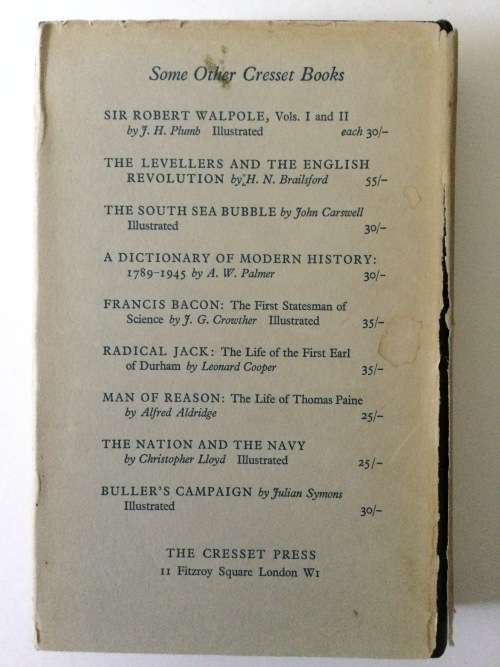 Some Other Cresset Books
SIR ROBERT WALPOLE, Vols. I and II
by J. H. Plumb Illustrated each 30/-
THE LEVELLERS AND THE ENGLISH
REVOLUTION by H. N. Brailsford 55/-
THE SOUTH SEA BUBBLE by John Carswell
Illustrated 30/-
A DICTIONARY OF MODERN HISTORY:
1789-1945 by A. W. Palmer 30/-
FRANCIS BACON: The First Statesman of
Science by J. G. Crowther Illustrated 35/-
RADICAL JACK: The Life of the First Earl
of Durham by Leonard Cooper 35/-
MAN OF REASON: The Life of Thomas Paine
by Alfred Aldridge 25/-
THE NATION AND THE NAVY
by Christopher Lloyd Illustrated 25/-
BULLER'S CAMPAIGN by Julian Symons
Illustrated 30/-
THE CRESSET PRESS
11 Fitzroy Square London W1